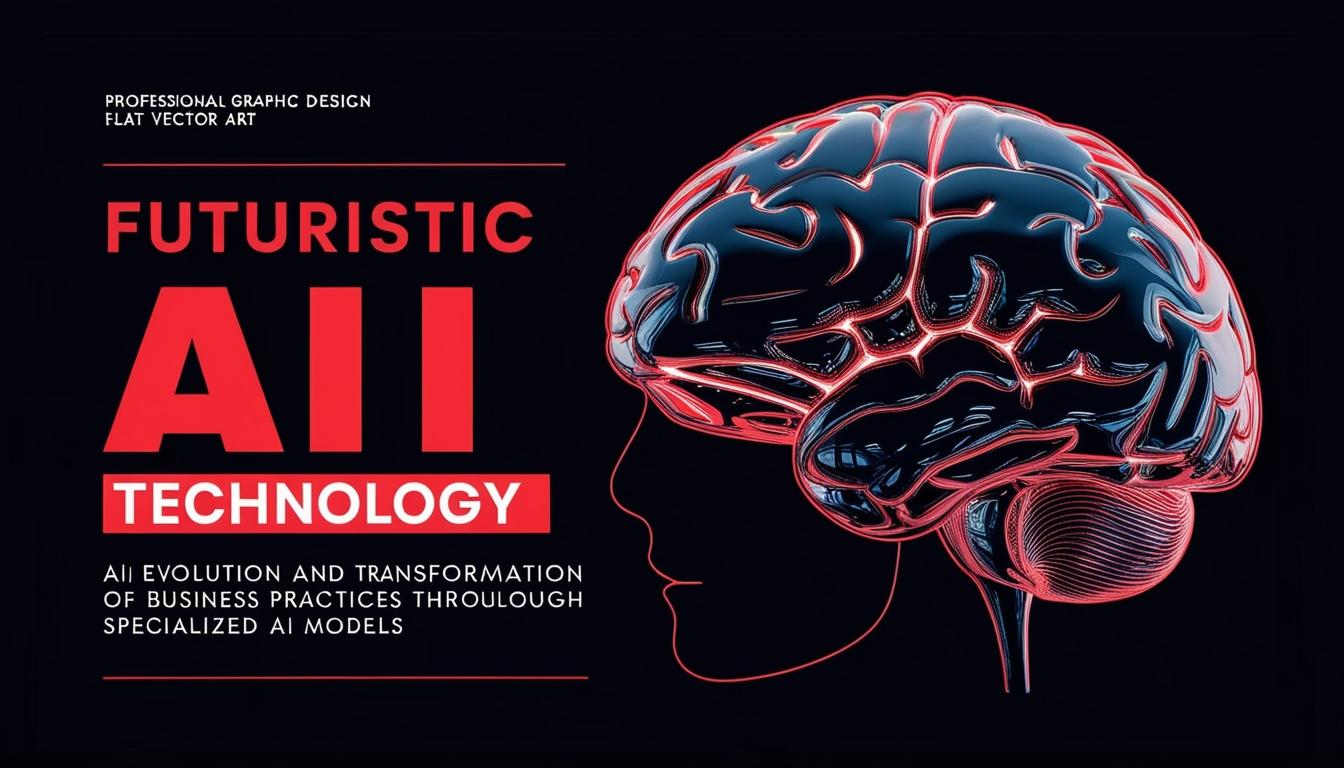 PROFESSIONAL GRAPHC DESIGN
FLAT VECTOR ART
FUTURISTIC
AII
TECHNOLOGY
AI| EVOLUTION AND TRANSFORMATION
OF BUSINESS PRACTICES THROULOUGH
SPECIALIZED AI MODELS